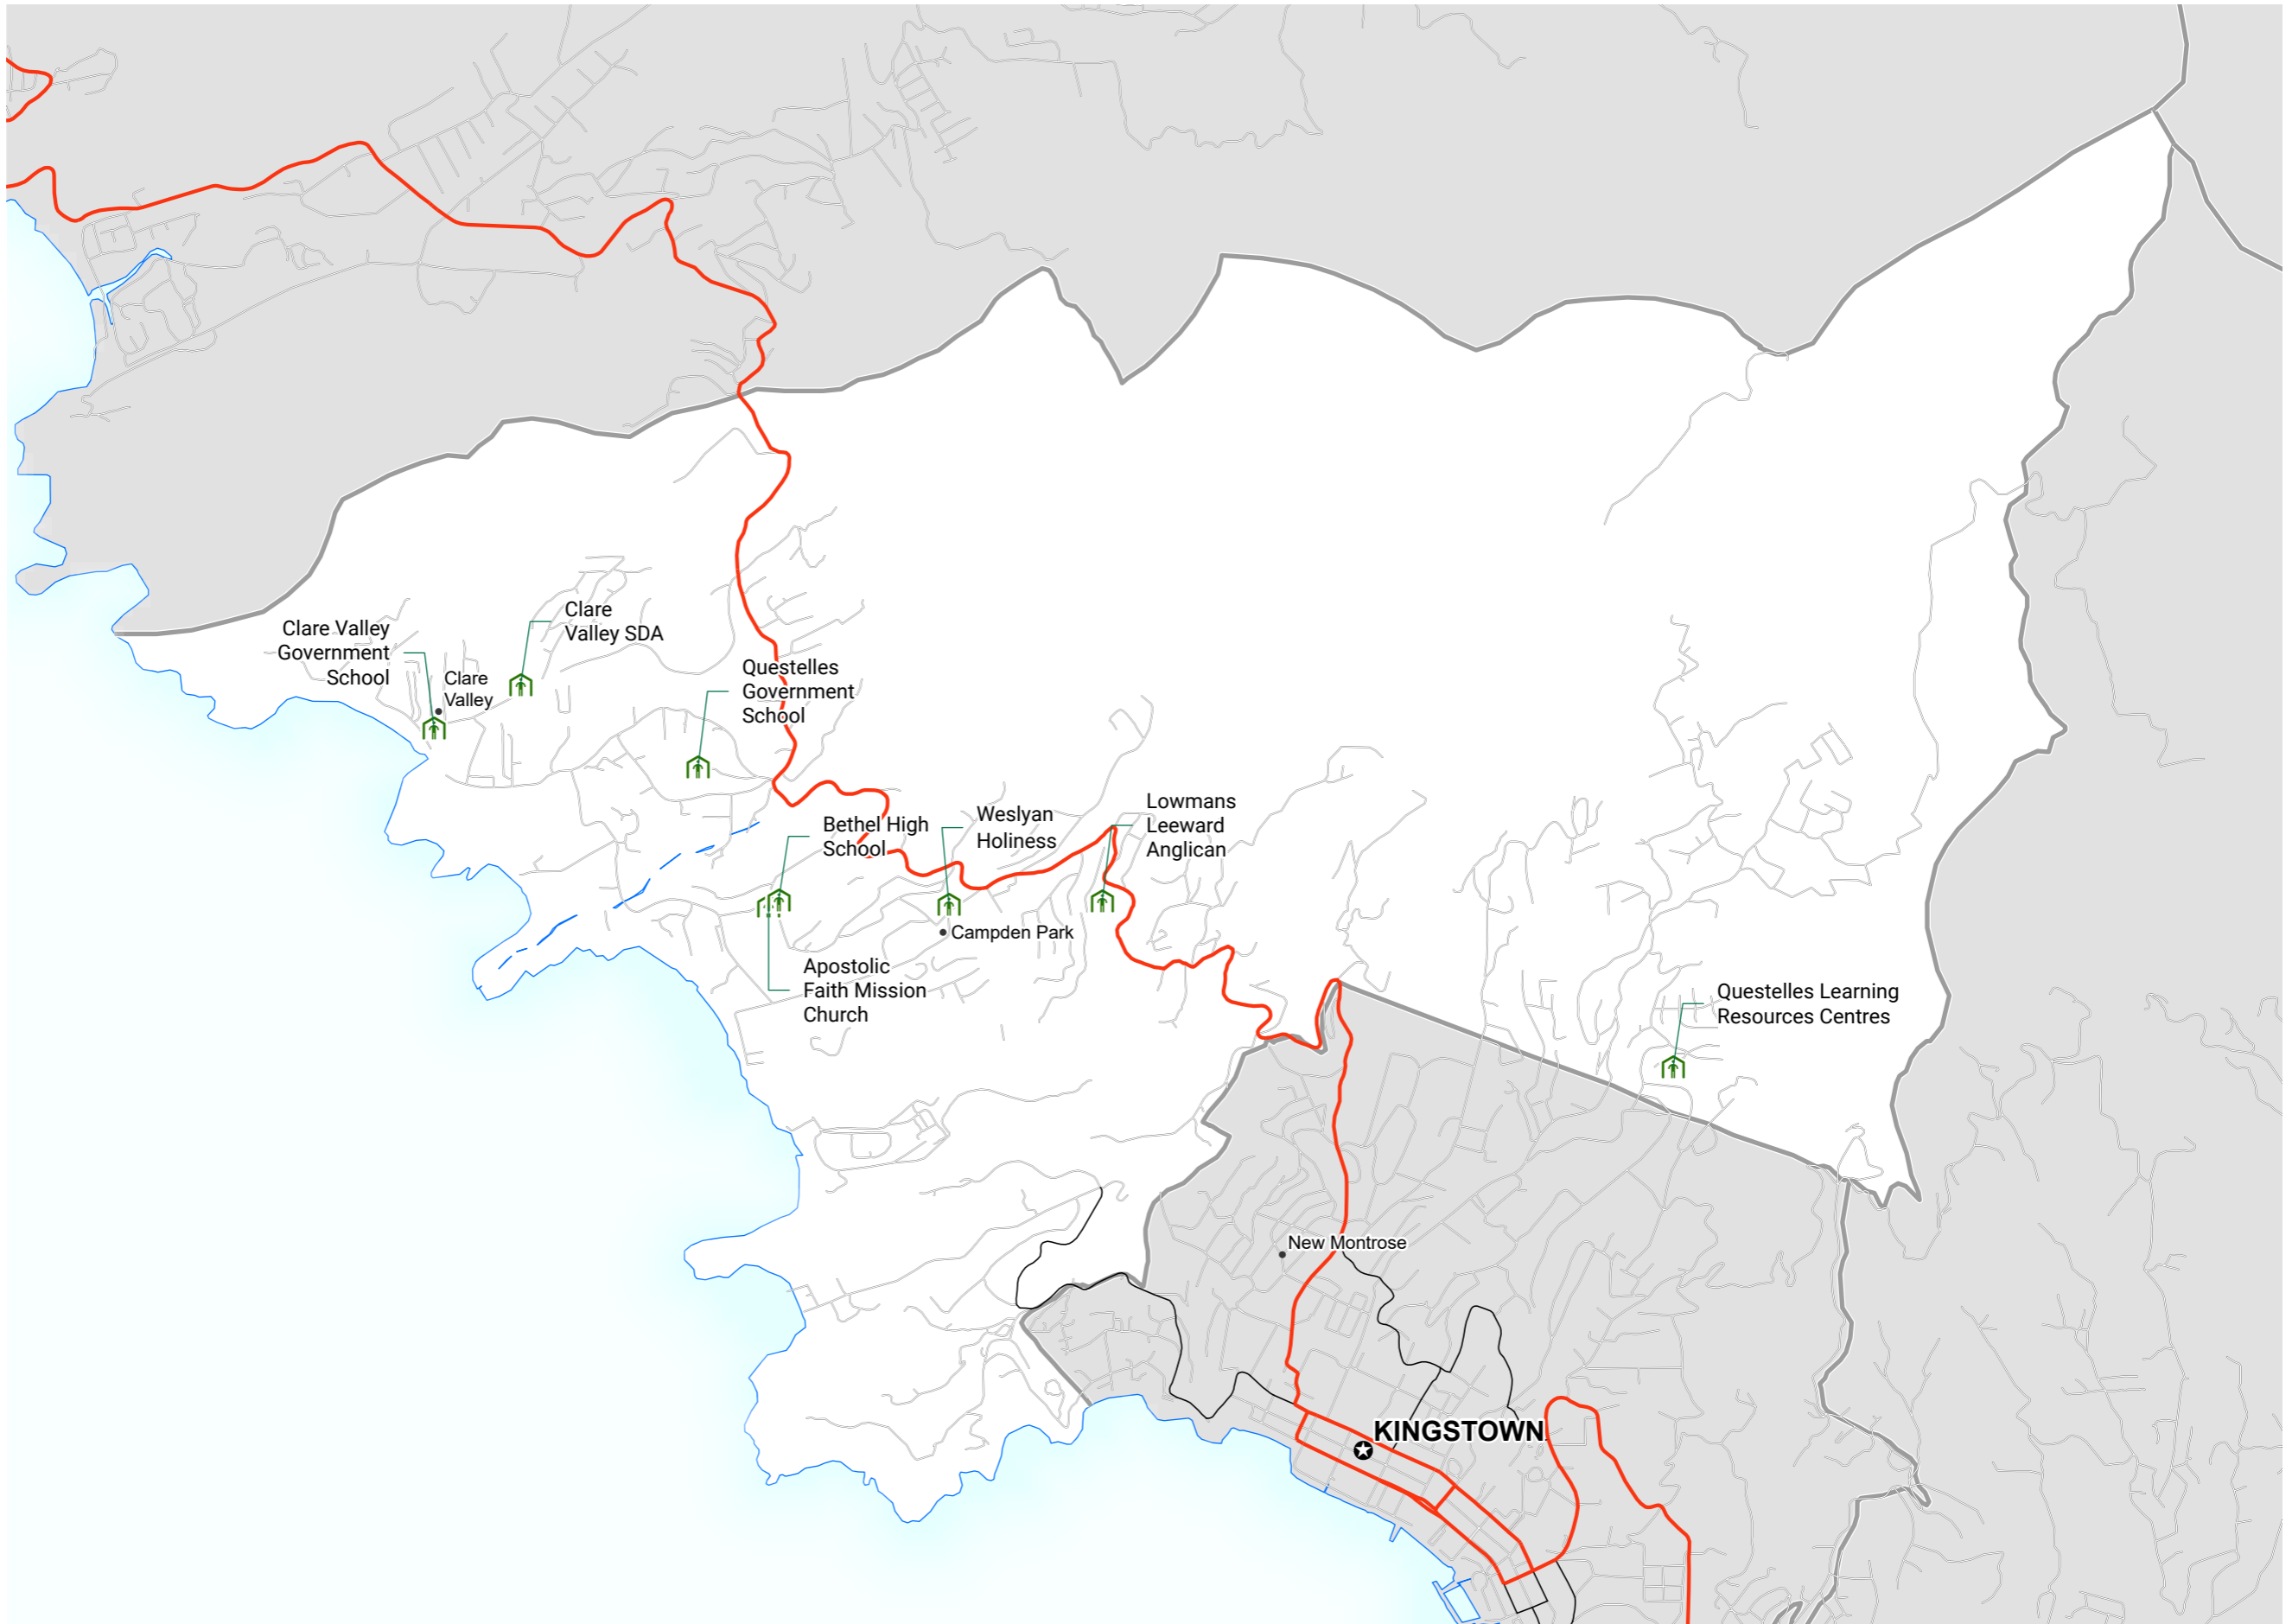 Clare
Valley SDA
Clare Valley
Government
School
Clare
Valley
Questelles
Government
School
Lowmans
Leeward
Anglican
Weslyan
Holiness
Bethel High
School
Campden Park
Apostolic
Faith Mission
Church
Questelles Learning
Resources Centres
New Montrose
KINGSTOWN